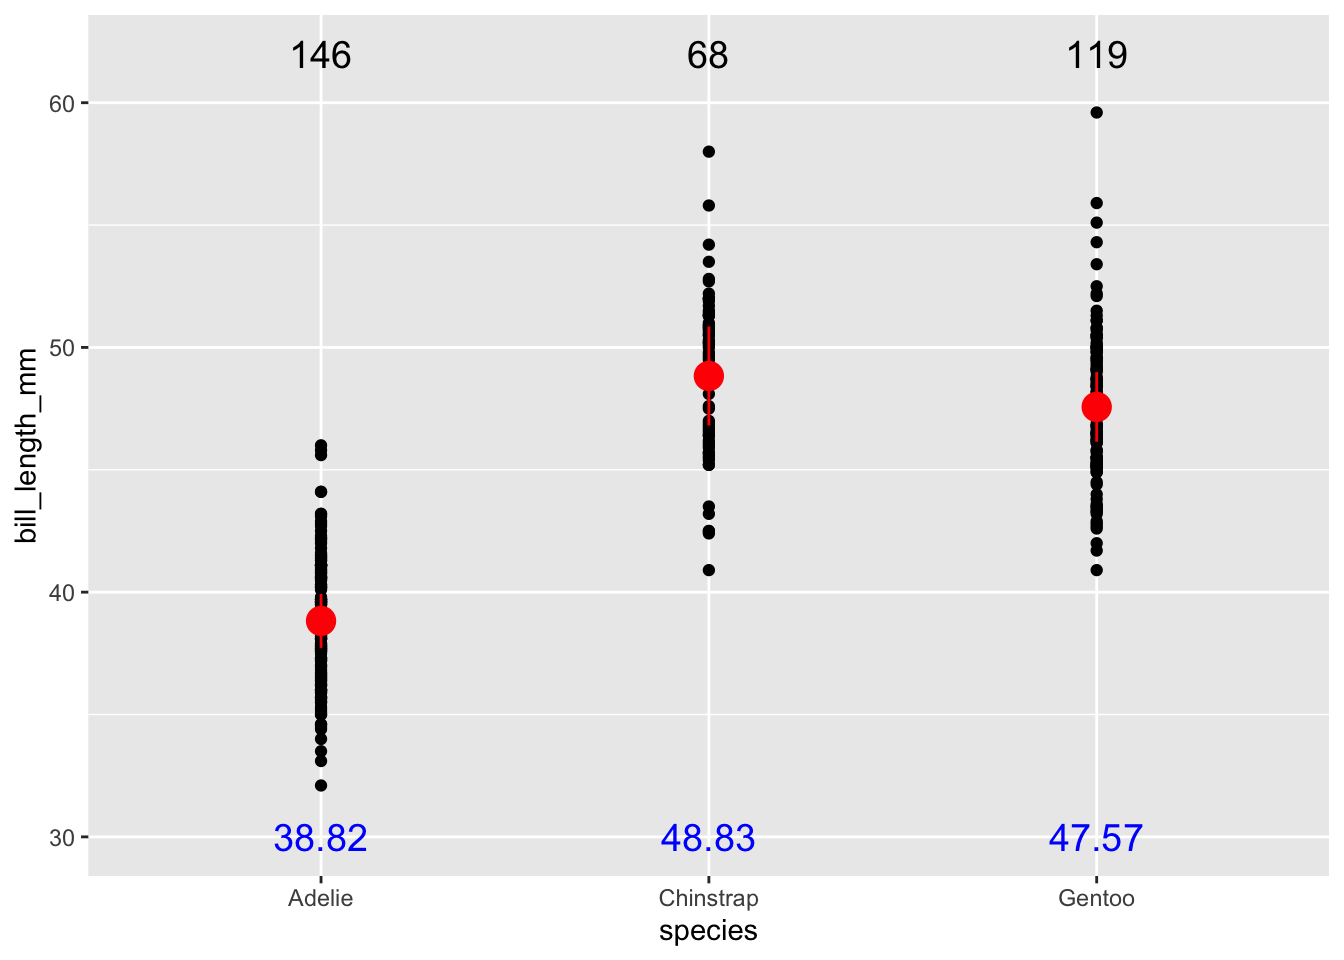 146 68 119
60
50
40
30
bill_length_mm
38.82 48.83 47.57
Adelie Chinstrap Gentoo
species